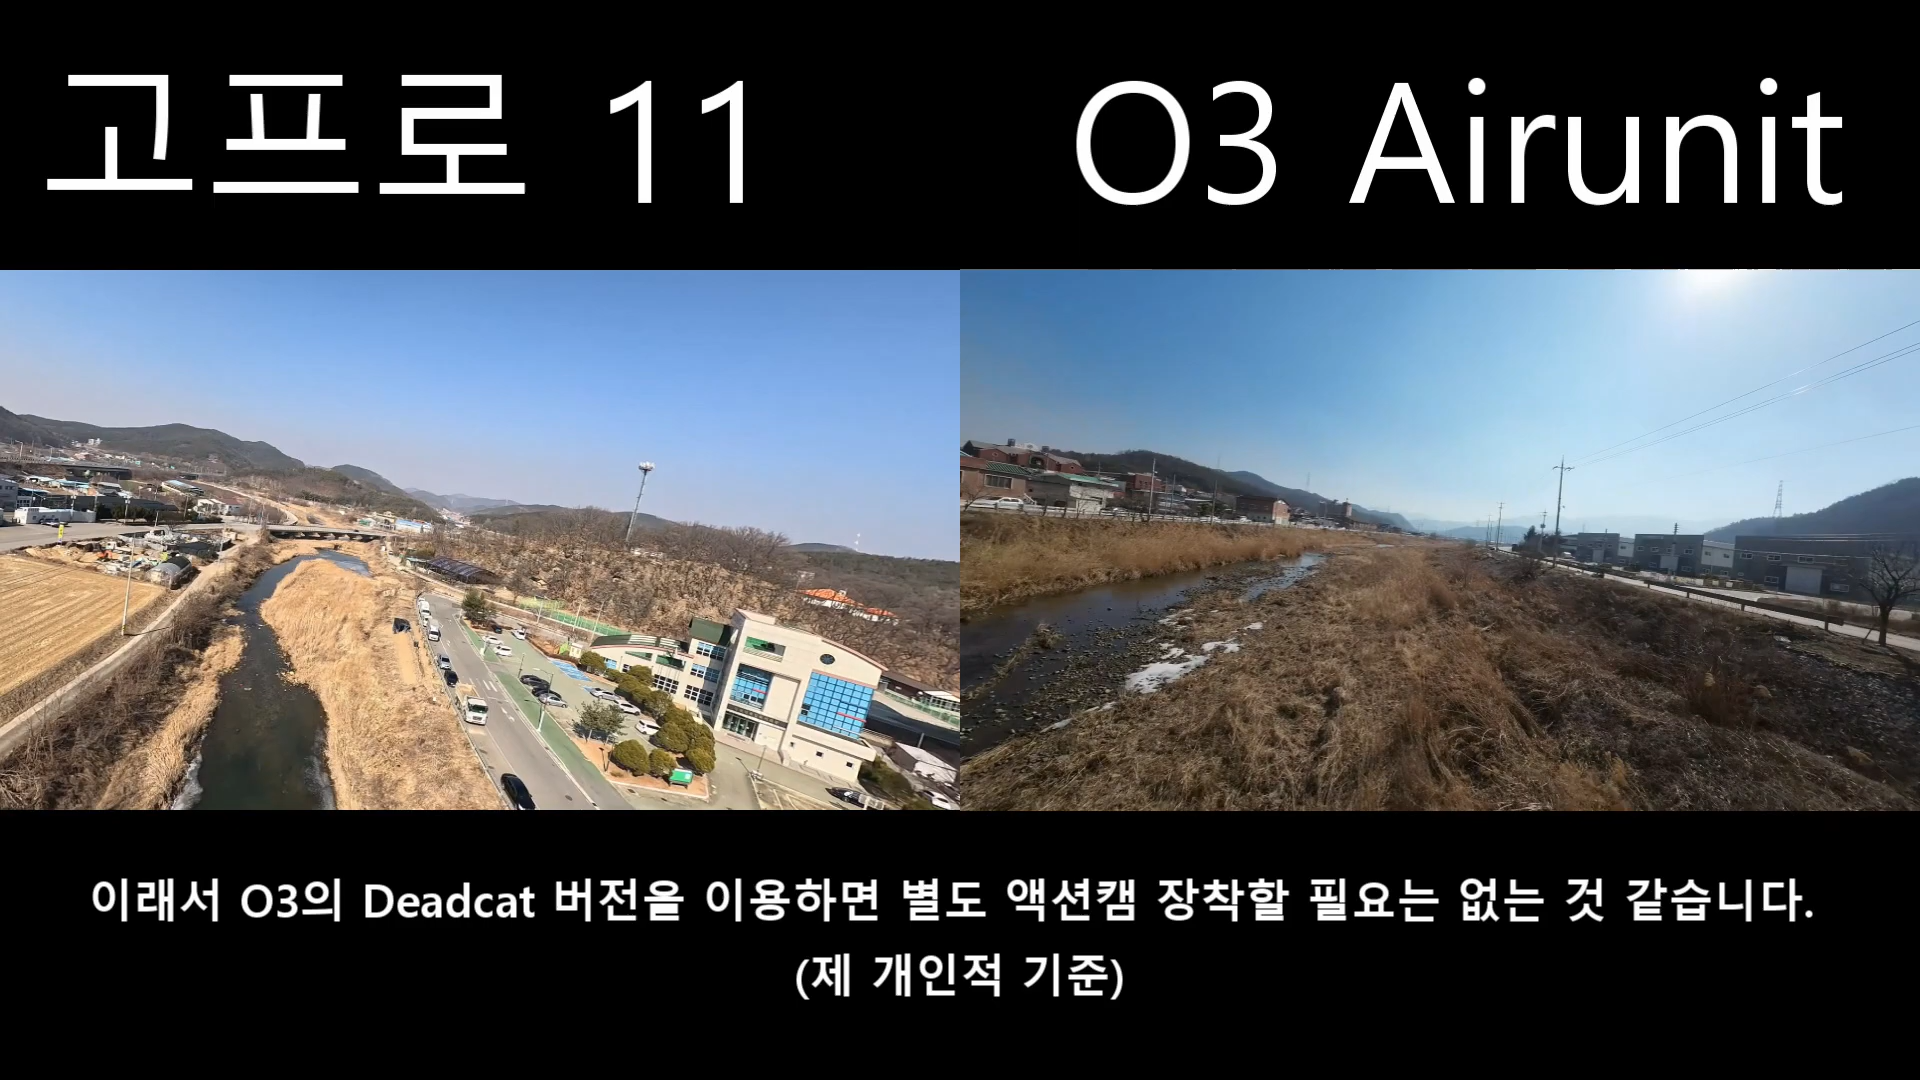 고프로 11
O3 Airunit
이래서 O3의 Deadcat 버전을 이용하면 별도 액션캠 장착할 필요는 없는 것 같습니다.
(제 개인적 기준)